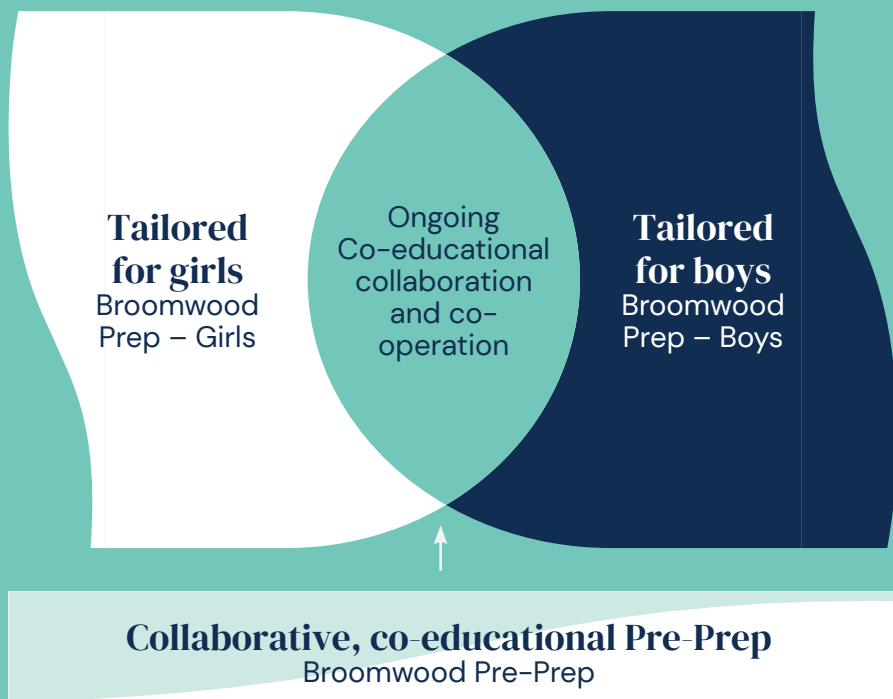 Tailored
for girls
Broomwood
Prep – Girls
Ongoing
Co-educational
collaboration
and co-
operation
Tailored
for boys
Broomwood
Prep – Boys
Collaborative, co-educational Pre-Prep
Broomwood Pre-Prep